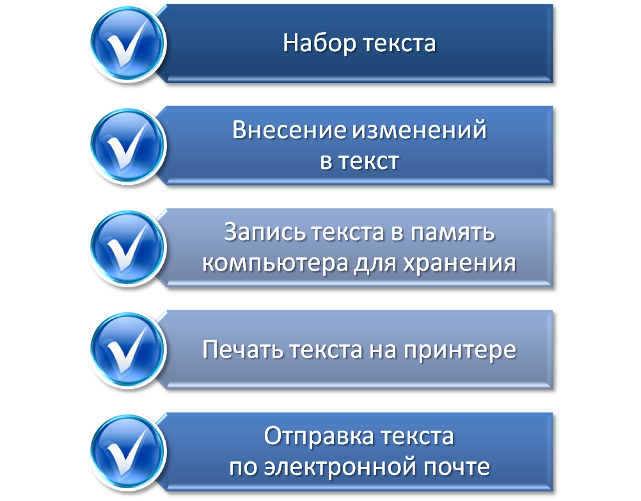 Набор текста
Внесение изменений
в текст
Запись текста в память
компьютера для хранения
Печать текста на принтере
Отправка текста
по электронной почте